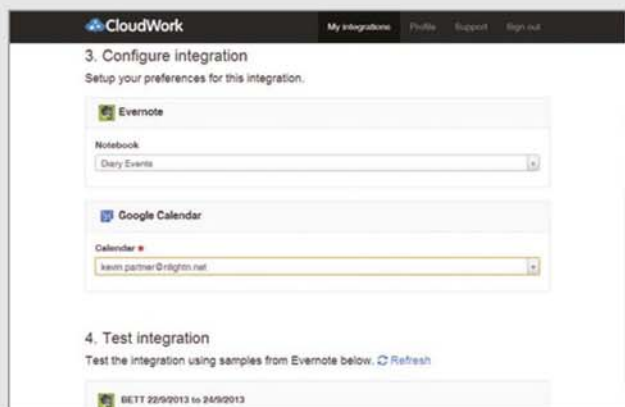 CloudWork
My integrations Profile Support Sign out
3. Configure integration
Setup your preferences for this integration.
Evernote
Notebook
Diary Events
Google Calendar
Calendar *
kevin.partner@nlightn.net
4. Test integration
Test the integration using samples from Evernote below. Refresh
BETT 22/9/2013 to 24/9/2013